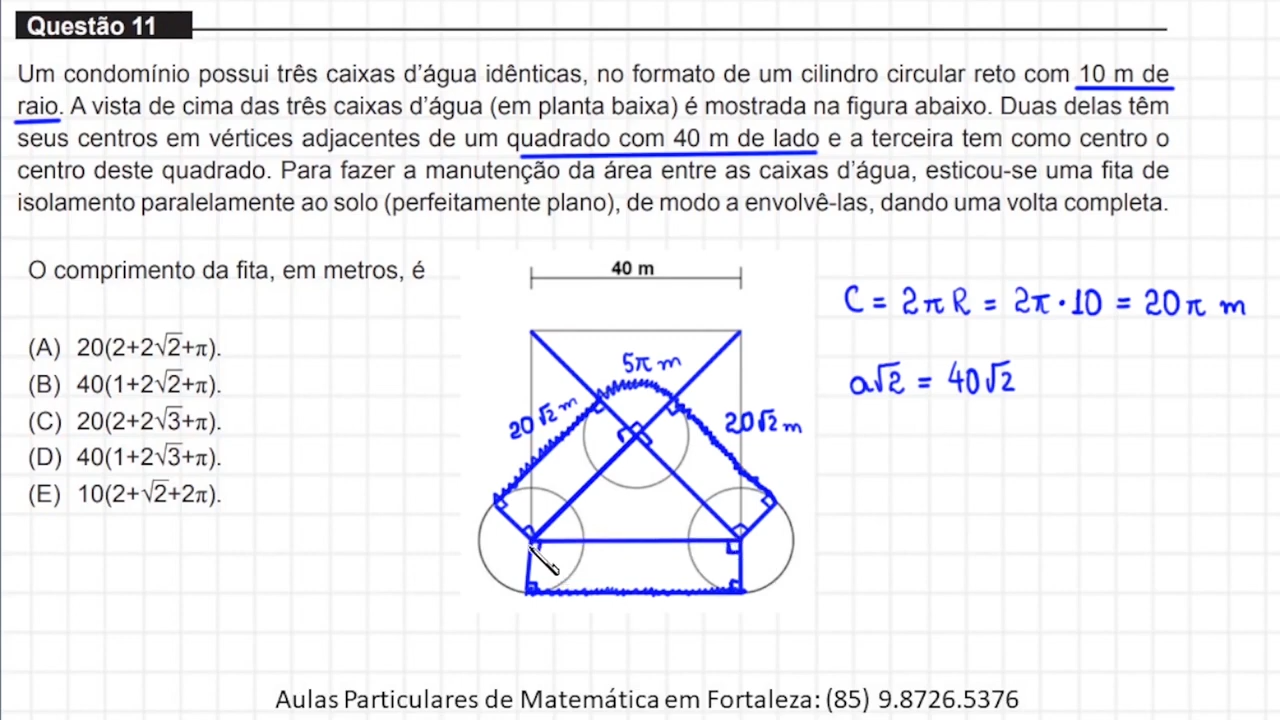 Questão 11
Um condomínio possui três caixas d’água idênticas, no formato de um cilindro circular reto com 10 m de
raio. A vista de cima das três caixas d’água (em planta baixa) é mostrada na figura abaixo. Duas delas têm
seus centros em vértices adjacentes de um quadrado com 40 m de lado e a terceira tem como centro o
centro deste quadrado. Para fazer a manutenção da área entre as caixas d’água, esticou-se uma fita de
isolamento paralelamente ao solo (perfeitamente plano), de modo a envolvê-las, dando uma volta completa.
O comprimento da fita, em metros, é
(A) 20(2+2√2+π).
(B) 40(1+2√2+π).
(C) 20(2+2√3+π).
(D) 40(1+2√3+π).
(E) 10(2+√2+2π).
40 m
5π m
20√2 m
20√2 m
C = 2πR = 2π·10 = 20π m
a√2 = 40√2
Aulas Particulares de Matemática em Fortaleza: (85) 9.8726.5376